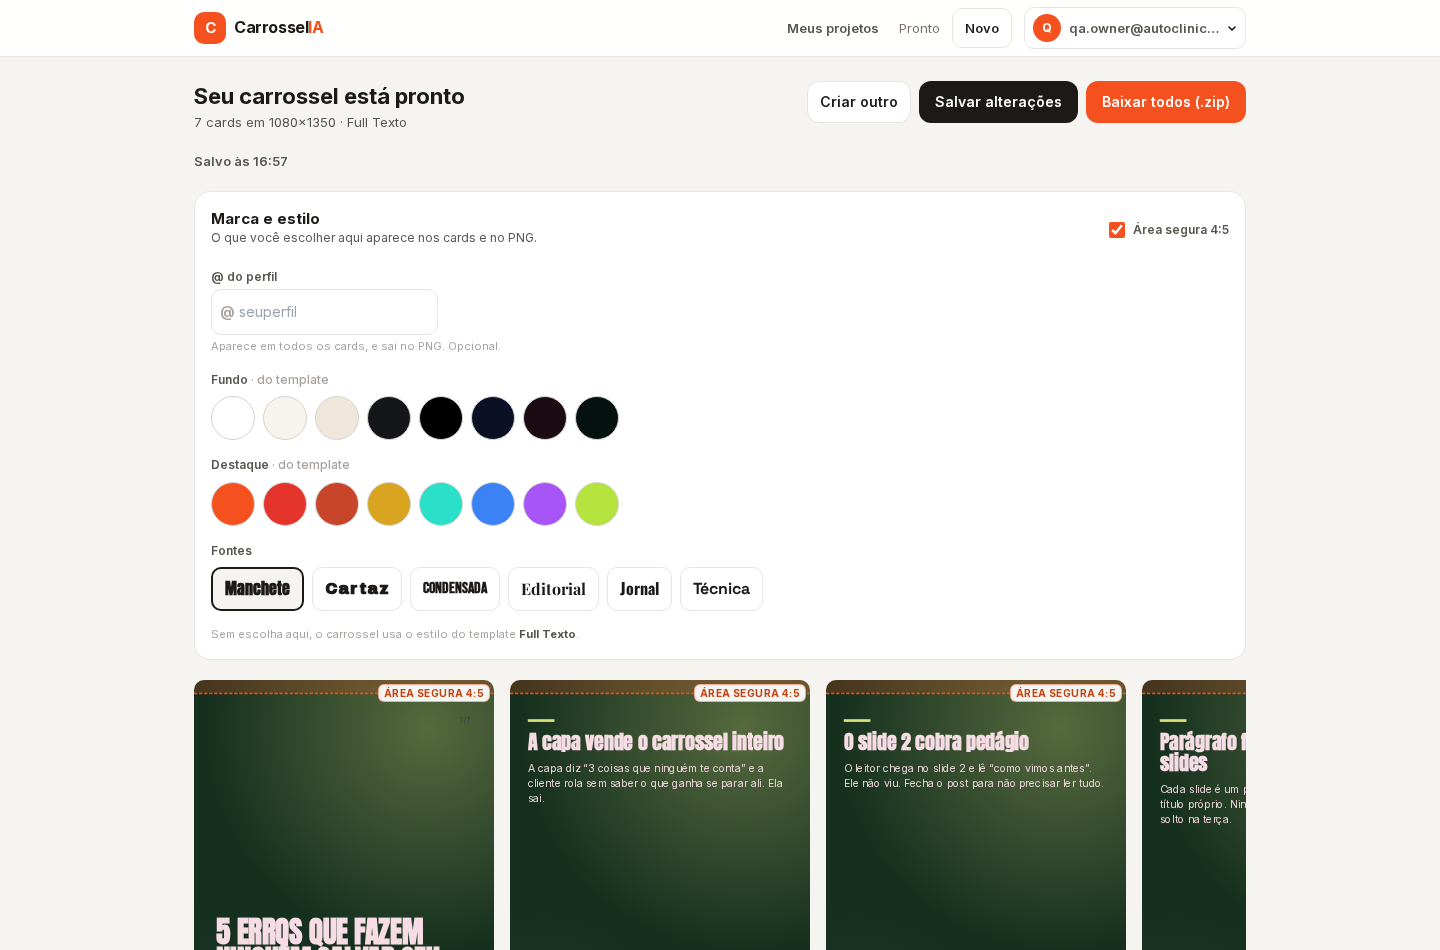 C CarrosselIA
Meus projetos Pronto Novo Q qa.owner@autoclinic...
Seu carrossel está pronto
7 cards em 1080×1350 · Full Texto
Criar outro Salvar alterações Baixar todos (.zip)
Salvo às 16:57
Marca e estilo
O que você escolher aqui aparece nos cards e no PNG.
Área segura 4:5
@ do perfil
@ seuperfil
Aparece em todos os cards, e sai no PNG. Opcional.
Fundo · do template
Destaque · do template
Fontes
Manchete Cartaz CONDENSADA Editorial Jornal Técnica
Sem escolha aqui, o carrossel usa o estilo do template Full Texto.
ÁREA SEGURA 4:5
1/7
5 ERROS QUE FAZEM
ÁREA SEGURA 4:5
A capa vende o carrossel inteiro
A capa diz “3 coisas que ninguém te conta” e a
cliente rola sem saber o que ganha se parar ali. Ela
sai.
ÁREA SEGURA 4:5
O slide 2 cobra pedágio
O leitor chega no slide 2 e lê “como vimos antes”.
Ele não viu. Fecha o post para não precisar ler tudo.
Parágrafo
slides
Cada slide é um
título próprio.
solto na terça.